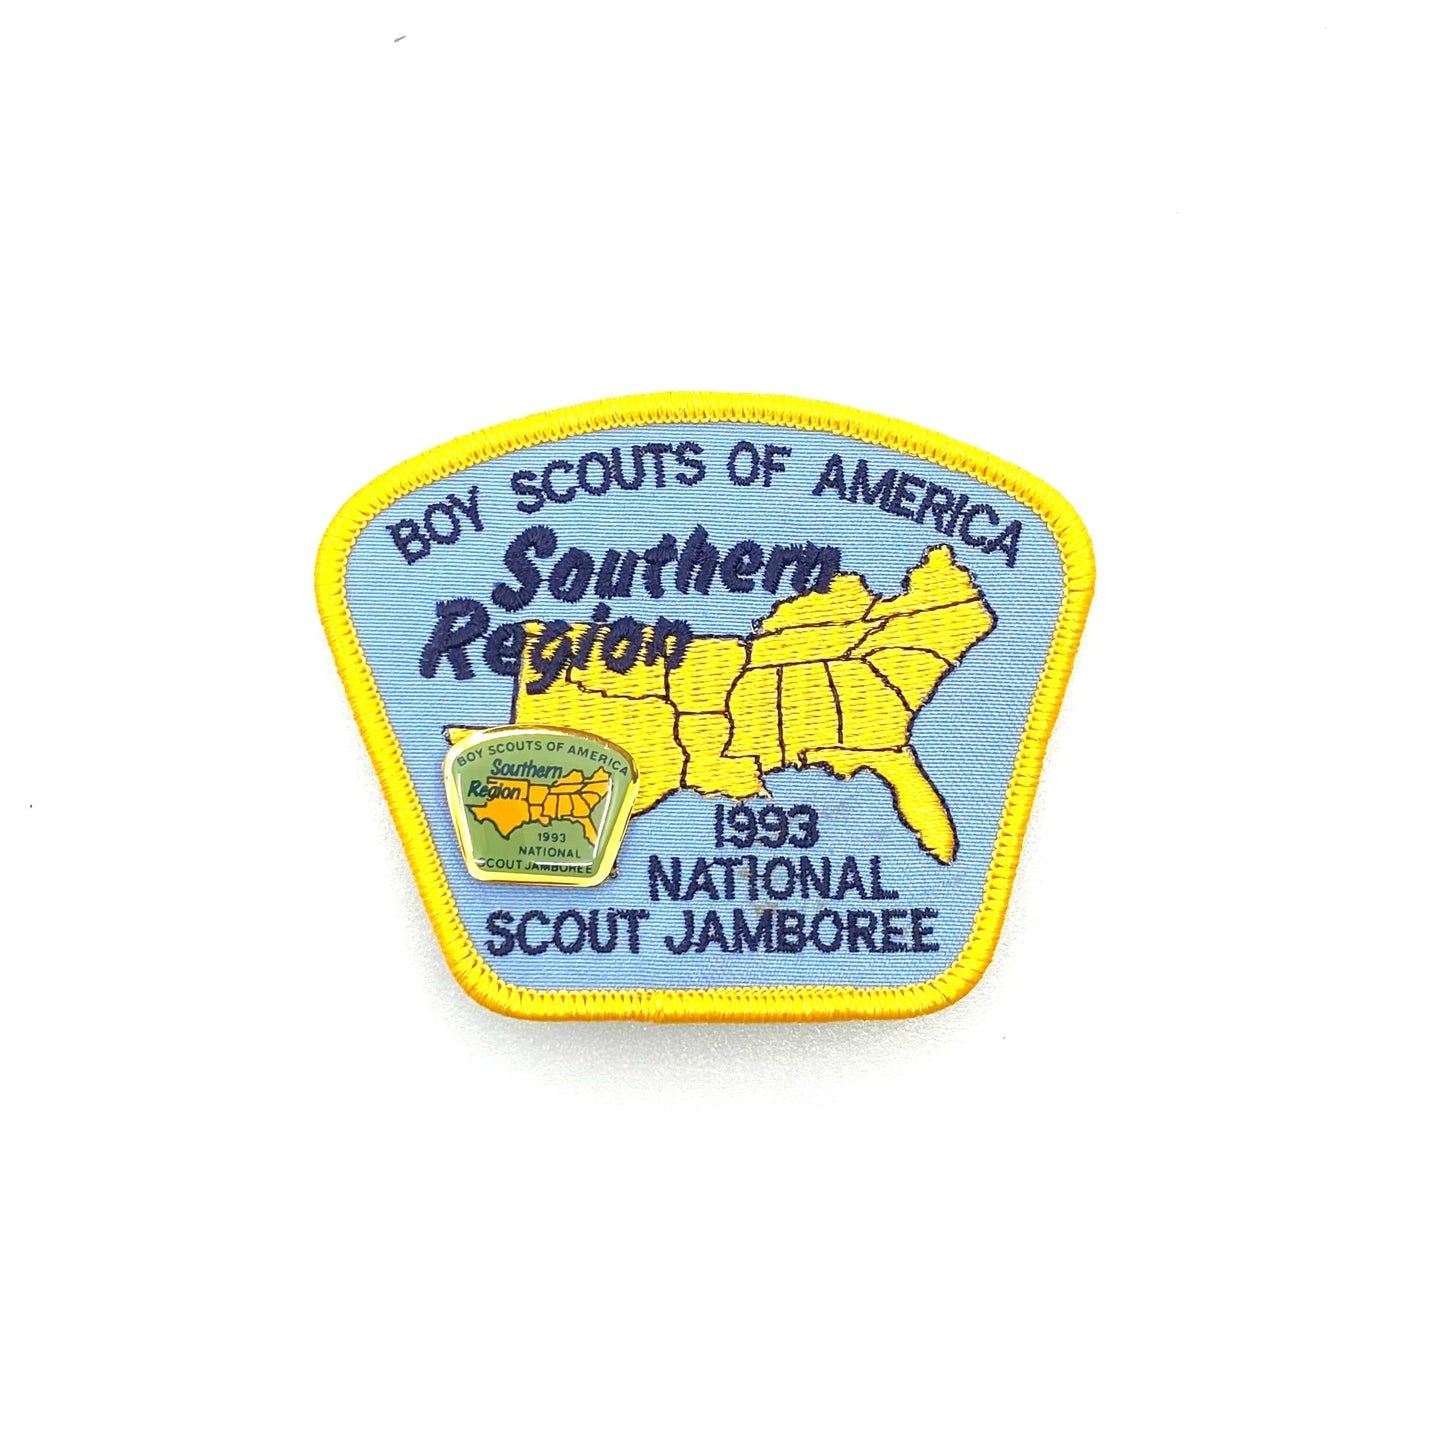 BOY SCOUTS OF AMERICA
Southern
Region
1993
NATIONAL
SCOUT JAMBOREE
BOY SCOUTS OF AMERICA
Southern
Region
1993
NATIONAL
SCOUT JAMBOREE